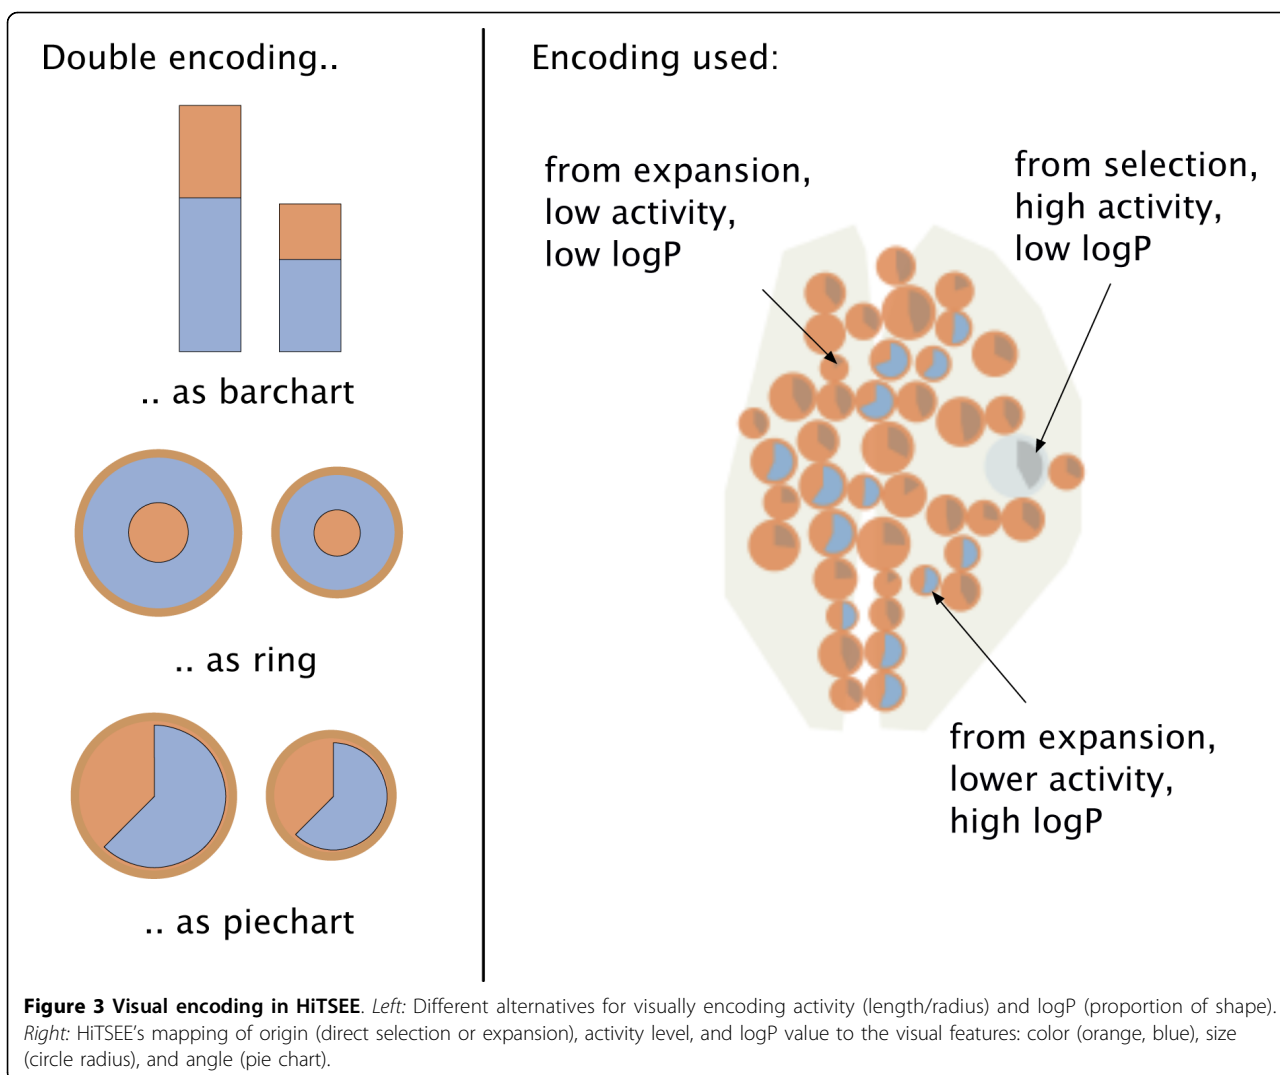 Double encoding..
.. as barchart
.. as ring
.. as piechart
Encoding used:
from expansion,
low activity,
low logP
from selection,
high activity,
low logP
from expansion,
lower activity,
high logP
Figure 3 Visual encoding in HiTSEE. Left: Different alternatives for visually encoding activity (length/radius) and logP (proportion of shape).
Right: HiTSEE's mapping of origin (direct selection or expansion), activity level, and logP value to the visual features: color (orange, blue), size
(circle radius), and angle (pie chart).